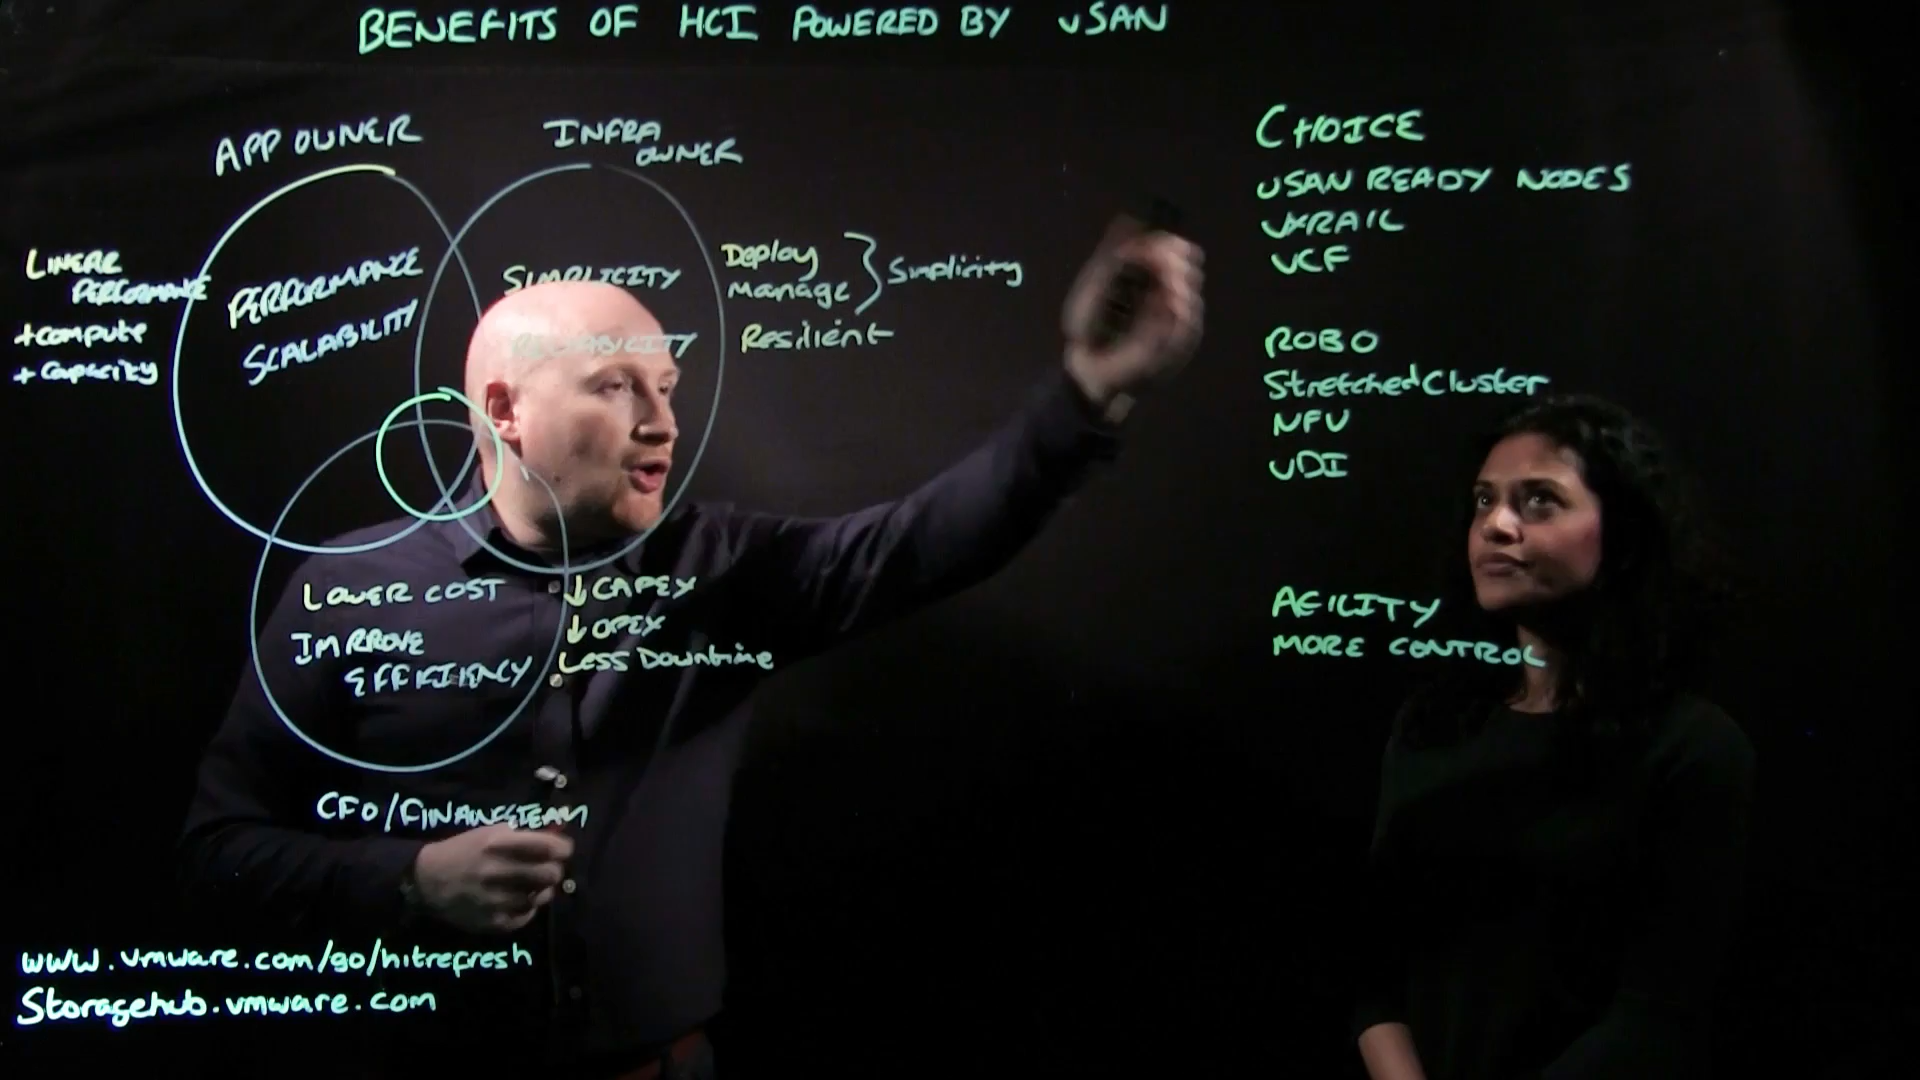 BENEFITS OF HCI POWERED BY vSAN
APP OWNER
INFRA
OWNER
LINEAR
PERFORMANCE
+compute
+ Capacity
PERFORMANCE
SCALABILITY
SIMPLICITY
RELIABILITY
Deploy
Manage
Simplicity
Resilient
LOWER COST
IMPROVE
EFFICIENCY
↓ CAPEX
↓ OPEX
LESS DOWNTIME
CFO/FINANCE TEAM
www.vmware.com/go/hitrefresh
Storagehub.vmware.com
CHOICE
vSAN READY NODES
VXRAIL
VCF
ROBO
Stretched Cluster
NFV
VDI
AGILITY
MORE CONTROL